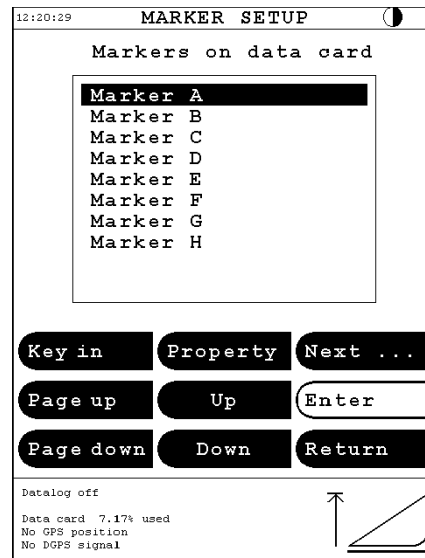 12:20:29 MARKER SETUP
Markers on data card
Marker A
Marker B
Marker C
Marker D
Marker E
Marker F
Marker G
Marker H
Key in Property Next ...
Page up Up Enter
Page down Down Return
Datalog off
Data card 7.17% used
No GPS position
No DGPS signal